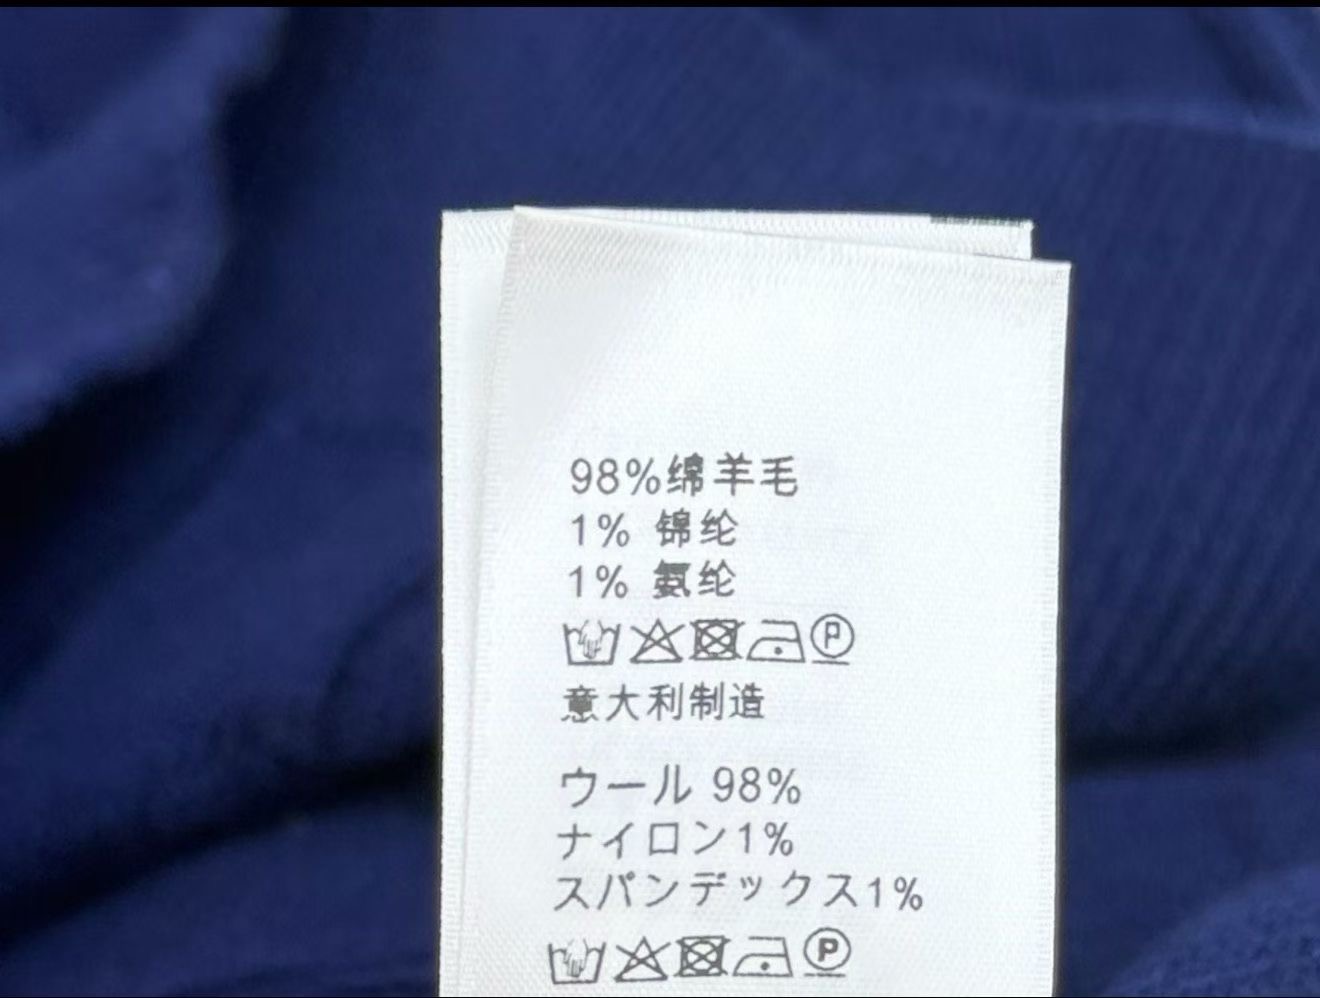 98%绵羊毛
1% 锦纶
1% 氨纶
P
意大利制造
ウール 98%
ナイロン1%
スパンデックス1%
P